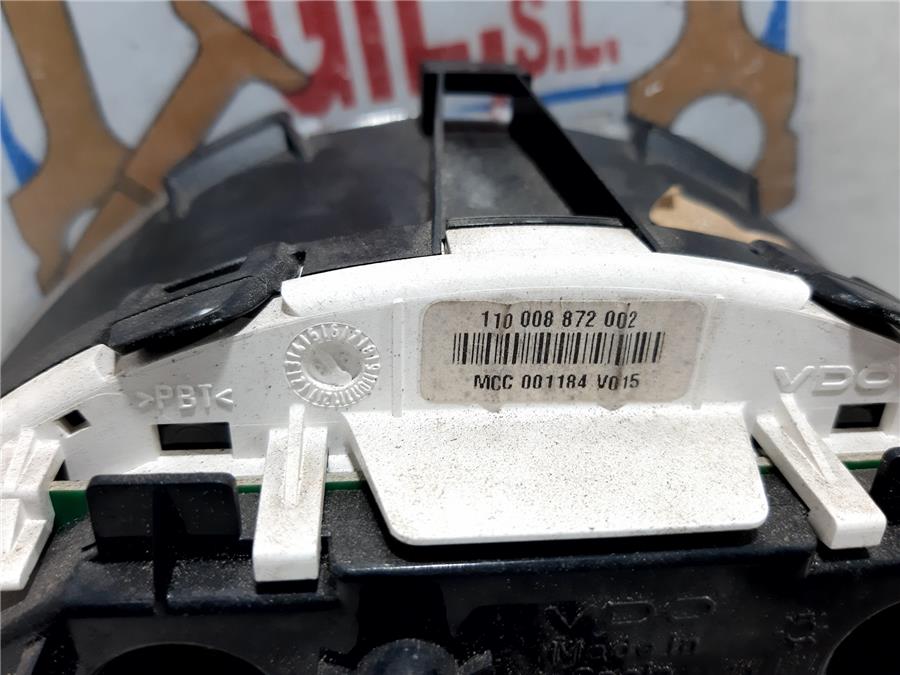 GIL, S.L.
110 008 872 002
MCC 001184 V015
>PBT<
VDO
VDO
Made in